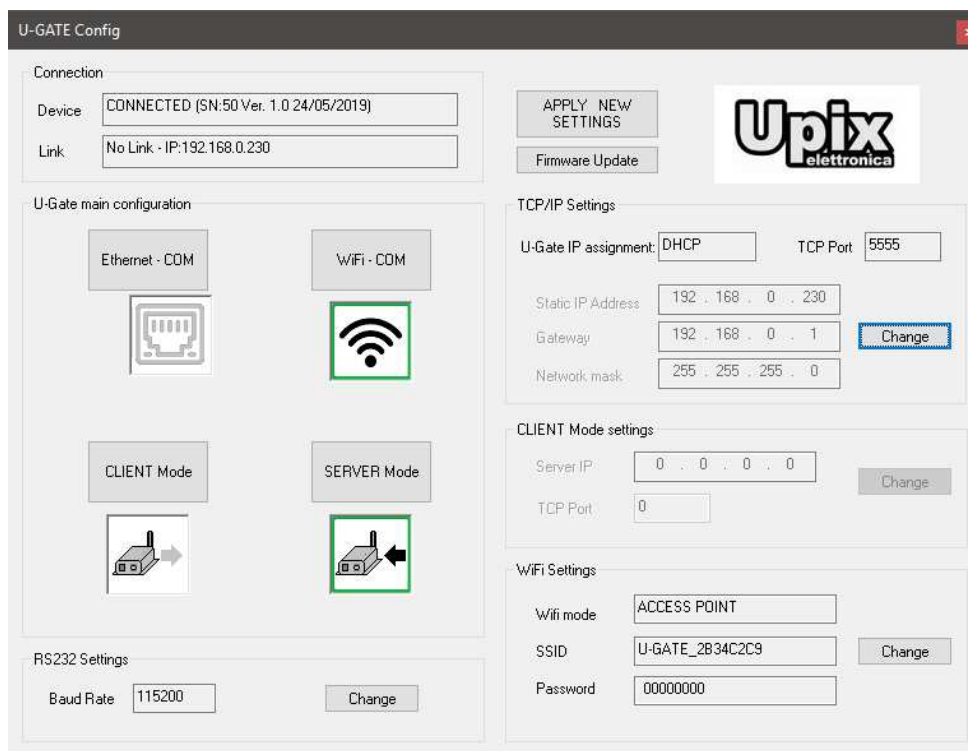 U-GATE Config
Connection
Device CONNECTED (SN:50 Ver. 1.0 24/05/2019)
Link No Link - IP:192.168.0.230
APPLY NEW
SETTINGS
Firmware Update
Upix
elettronica
U-Gate main configuration
Ethernet - COM WiFi - COM
CLIENT Mode SERVER Mode
RS232 Settings
Baud Rate 115200 Change
TCP/IP Settings
U-Gate IP assignment: DHCP TCP Port 5555
Static IP Address 192 . 168 . 0 . 230
Gateway 192 . 168 . 0 . 1 Change
Network mask 255 . 255 . 255 . 0
CLIENT Mode settings
Server IP 0 . 0 . 0 . 0 Change
TCP Port 0
WiFi Settings
Wifi mode ACCESS POINT
SSID U-GATE_2B34C2C9 Change
Password 00000000